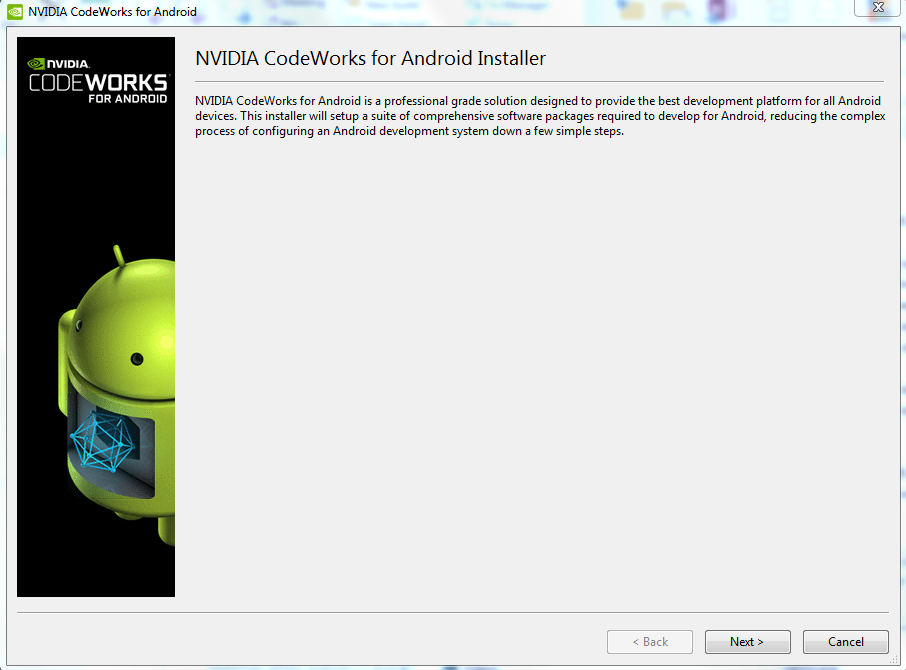 NVIDIA CodeWorks for Android
NVIDIA.
CODEWORKS
FOR ANDROID
NVIDIA CodeWorks for Android Installer
NVIDIA CodeWorks for Android is a professional grade solution designed to provide the best development platform for all Android
devices. This installer will setup a suite of comprehensive software packages required to develop for Android, reducing the complex
process of configuring an Android development system down a few simple steps.
< Back
Next >
Cancel